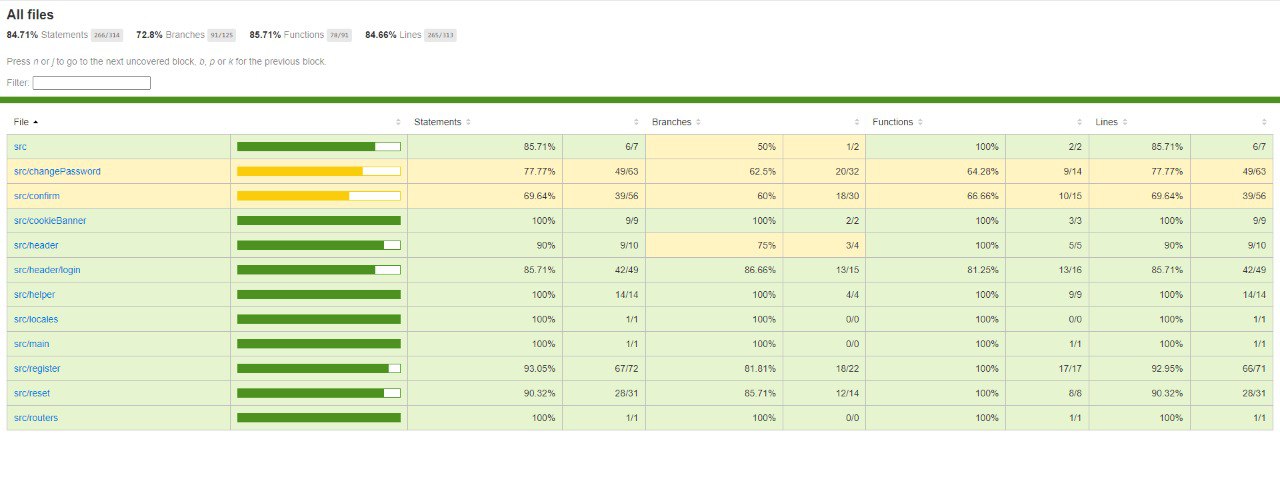 All files
84.71% Statements 266/314 72.8% Branches 91/125 85.71% Functions 78/91 84.66% Lines 265/313
Press n or j to go to the next uncovered block, b, p or k for the previous block.
Filter:
File Statements Branches Functions Lines
src 85.71% 6/7 50% 1/2 100% 2/2 85.71% 6/7
src/changePassword 77.77% 49/63 62.5% 20/32 64.28% 9/14 77.77% 49/63
src/confirm 69.64% 39/56 60% 18/30 66.66% 10/15 69.64% 39/56
src/cookieBanner 100% 9/9 100% 2/2 100% 3/3 100% 9/9
src/header 90% 9/10 75% 3/4 100% 5/5 90% 9/10
src/header/login 85.71% 42/49 86.66% 13/15 81.25% 13/16 85.71% 42/49
src/helper 100% 14/14 100% 4/4 100% 9/9 100% 14/14
src/locales 100% 1/1 100% 0/0 100% 0/0 100% 1/1
src/main 100% 1/1 100% 0/0 100% 1/1 100% 1/1
src/register 93.05% 67/72 81.81% 18/22 100% 17/17 92.95% 66/71
src/reset 90.32% 28/31 85.71% 12/14 100% 8/8 90.32% 28/31
src/routers 100% 1/1 100% 0/0 100% 1/1 100% 1/1